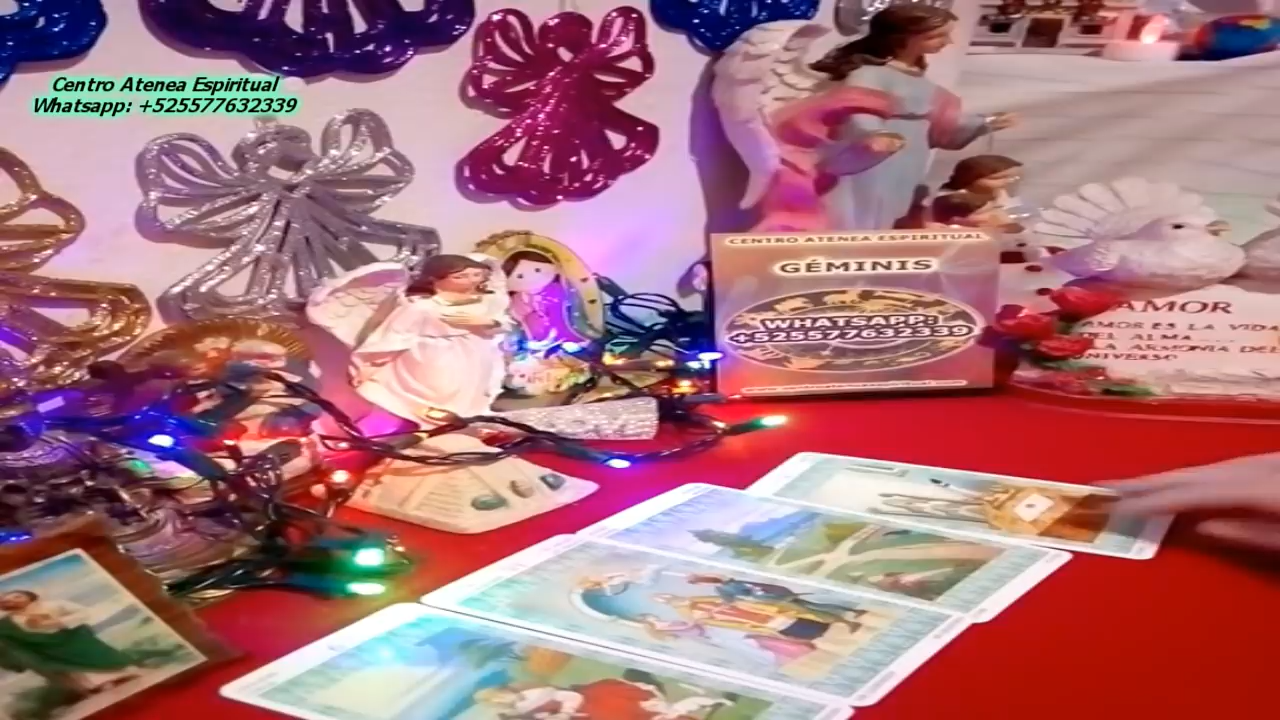 Centro Atenea Espiritual
Whatsapp: +525577632339
CENTRO ATENEA ESPIRITUAL
GÉMINIS
WHATSAPP:
+525577632339
AMOR
AMOR ES LA VIDA
DEL ALMA....
ARMONIA DEL
UNIVERSO